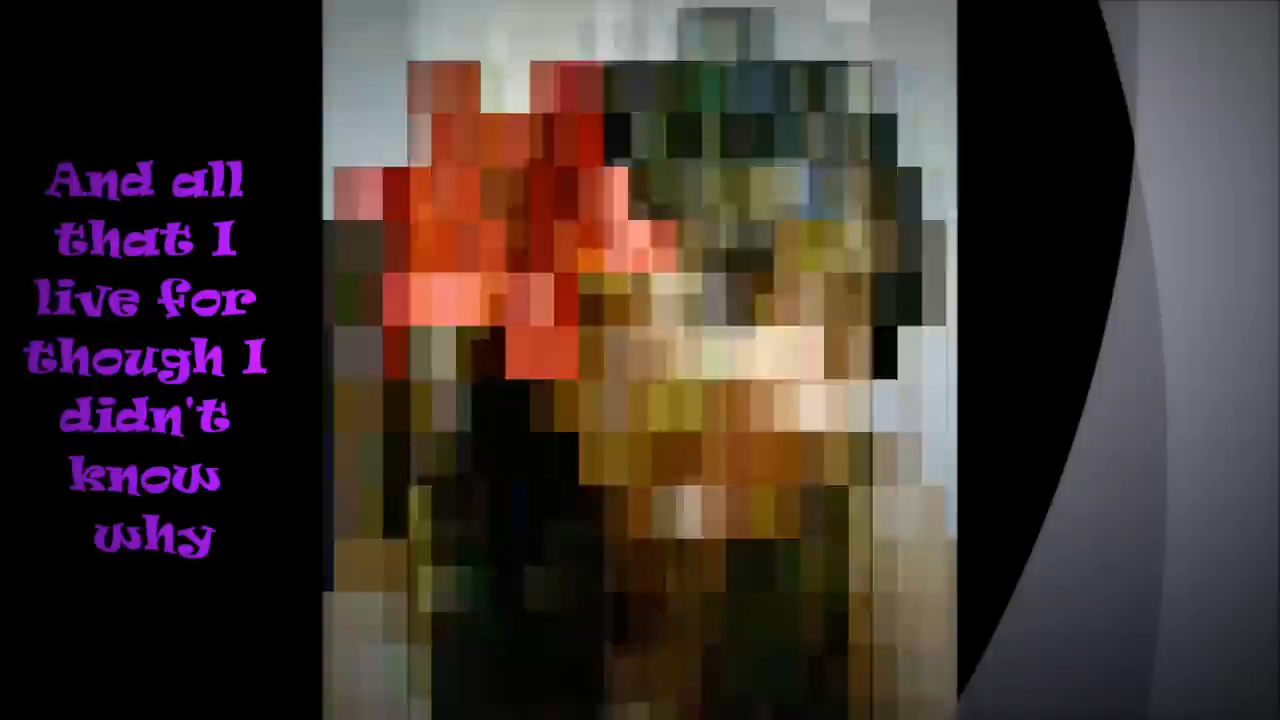 And all
that I
live for
though I
didn't
know
why